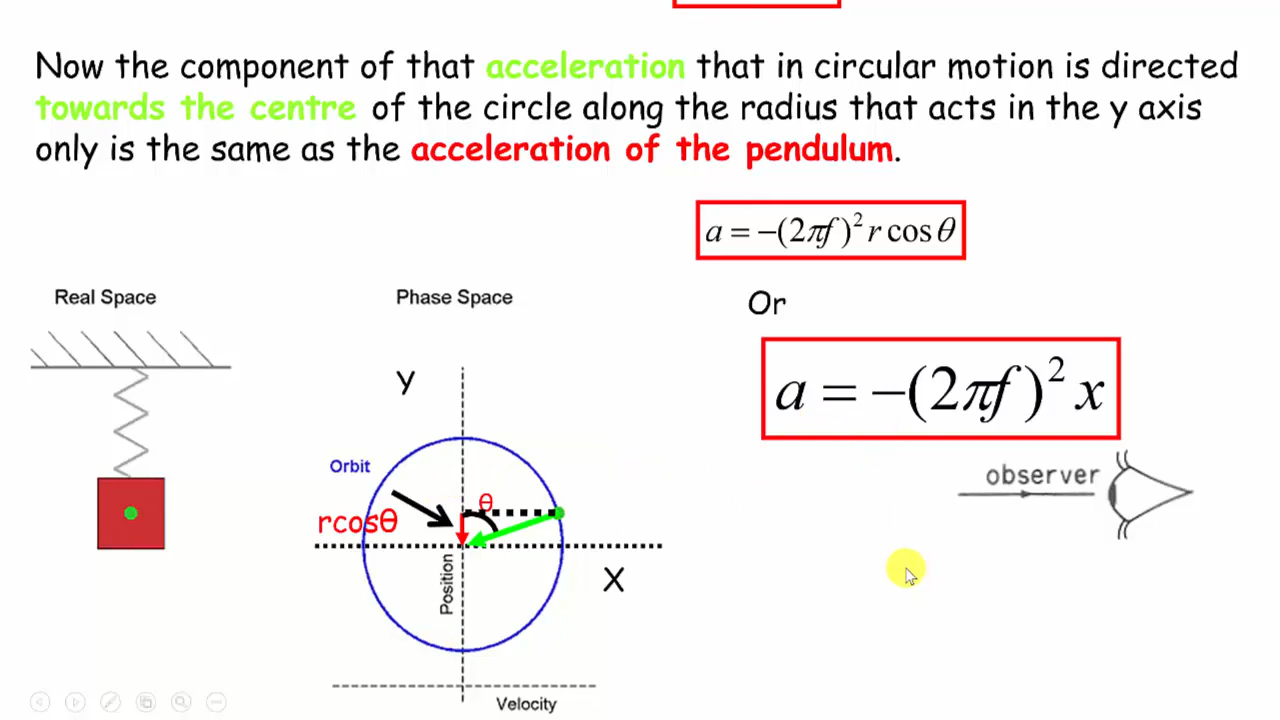 Now the component of that acceleration that in circular motion is directed
towards the centre of the circle along the radius that acts in the y axis
only is the same as the acceleration of the pendulum.
a = −(2πf)² r cos θ
Real Space
Phase Space
Or
a = −(2πf)² x
Y
Orbit
θ
rcosθ
observer
Position
X
Velocity